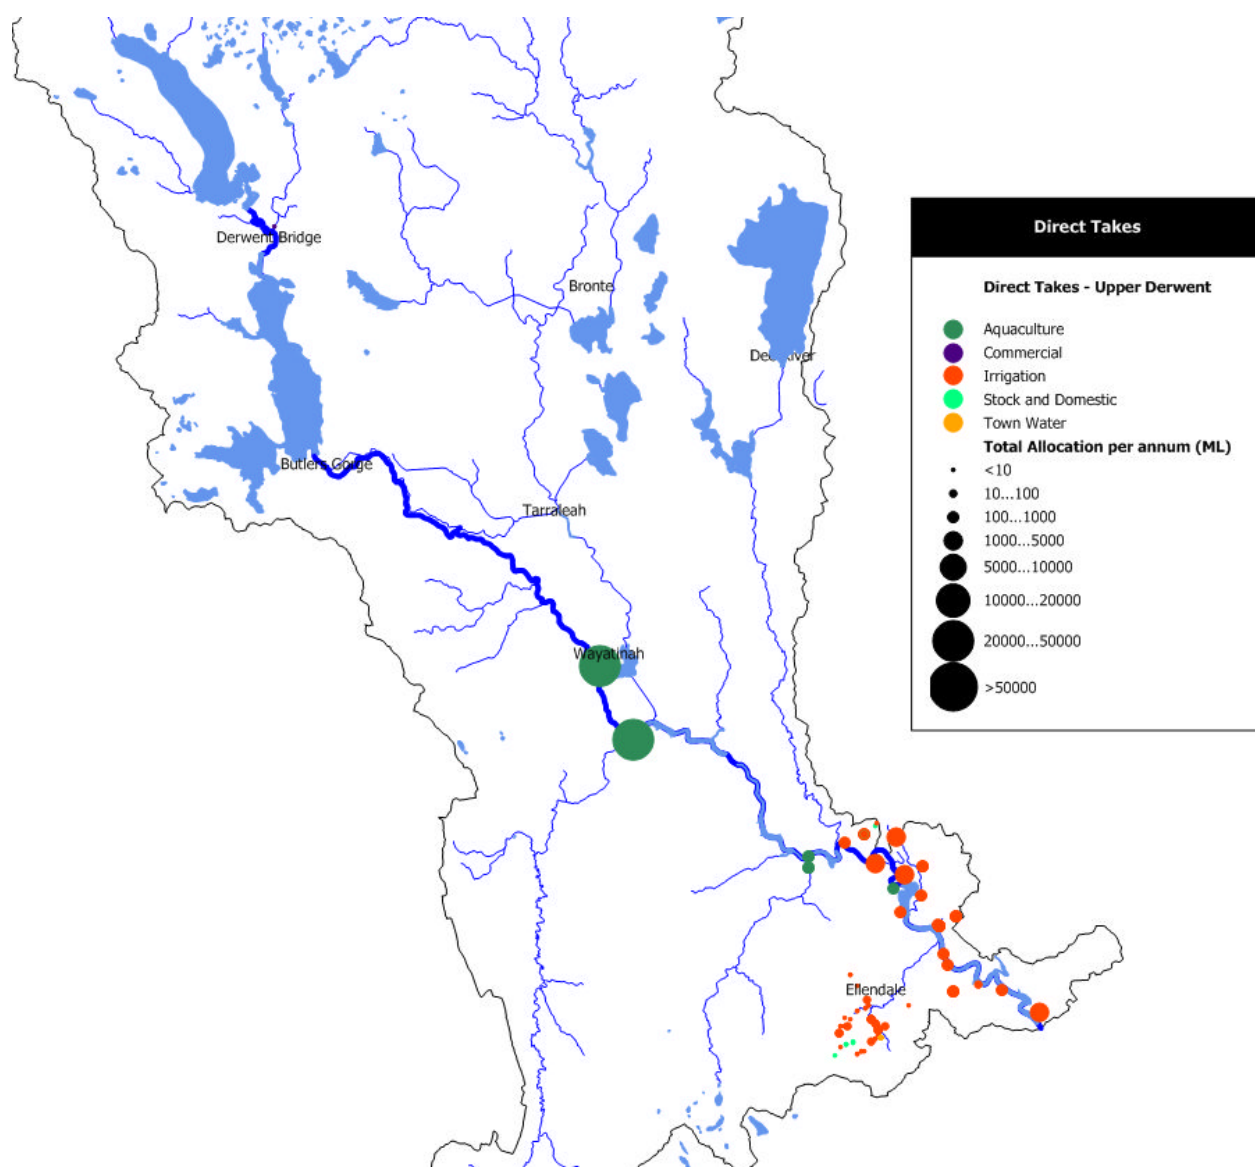 Derwent Bridge
Bronte
Dee River
Butlers Gorge
Tarraleah
Wayatinah
Ellendale
Direct Takes
Direct Takes - Upper Derwent
Aquaculture
Commercial
Irrigation
Stock and Domestic
Town Water
Total Allocation per annum (ML)
<10
10...100
100...1000
1000...5000
5000...10000
10000...20000
20000...50000
>50000